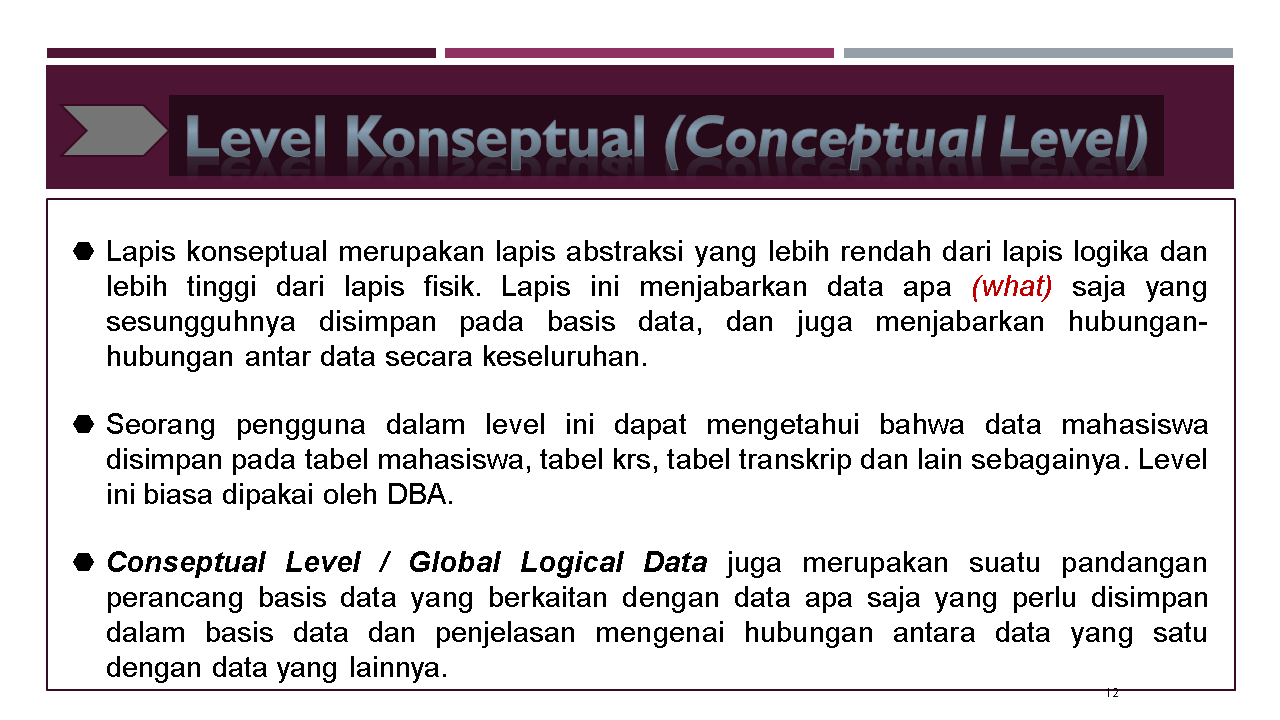 Level Konseptual (Conceptual Level)
Lapis konseptual merupakan lapis abstraksi yang lebih rendah dari lapis logika dan
lebih tinggi dari lapis fisik. Lapis ini menjabarkan data apa (what) saja yang
sesungguhnya disimpan pada basis data, dan juga menjabarkan hubungan-
hubungan antar data secara keseluruhan.
Seorang pengguna dalam level ini dapat mengetahui bahwa data mahasiswa
disimpan pada tabel mahasiswa, tabel krs, tabel transkrip dan lain sebagainya. Level
ini biasa dipakai oleh DBA.
Conseptual Level / Global Logical Data juga merupakan suatu pandangan
perancang basis data yang berkaitan dengan data apa saja yang perlu disimpan
dalam basis data dan penjelasan mengenai hubungan antara data yang satu
dengan data yang lainnya.
12